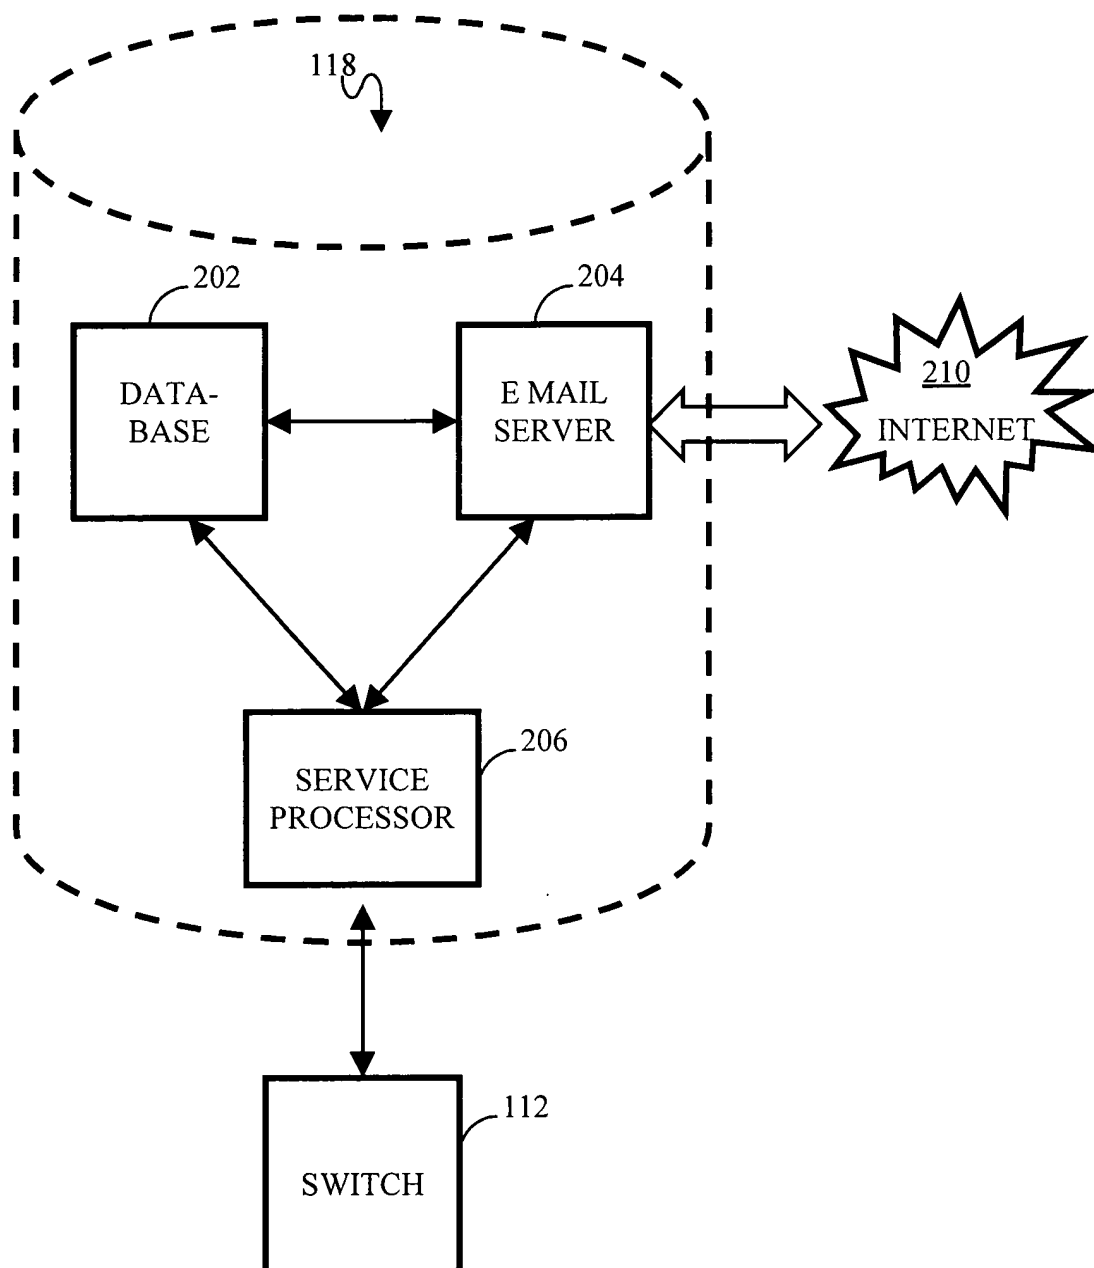 118
202
204
DATA-
BASE
E MAIL
SERVER
210
INTERNET
206
SERVICE
PROCESSOR
112
SWITCH